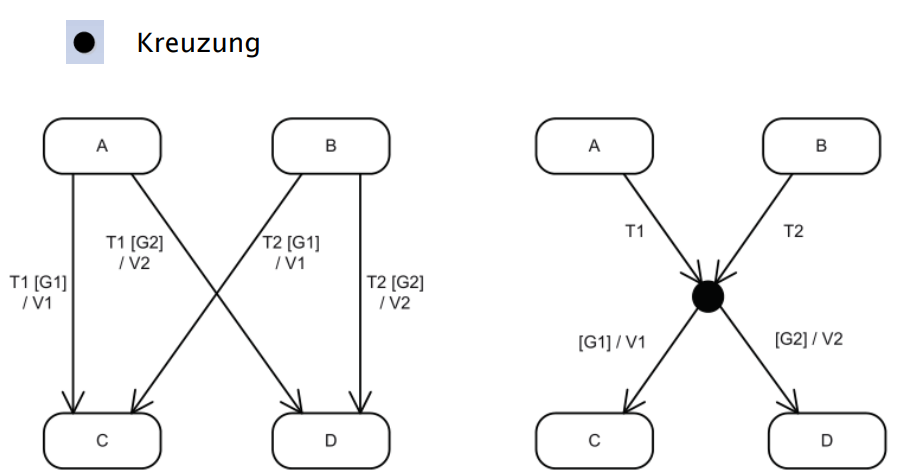 Kreuzung
A
B
T1 [G2]
/ V2
T2 [G1]
/ V1
T1 [G1]
/ V1
T2 [G2]
/ V2
C
D
A
B
T1
T2
[G1] / V1
[G2] / V2
C
D